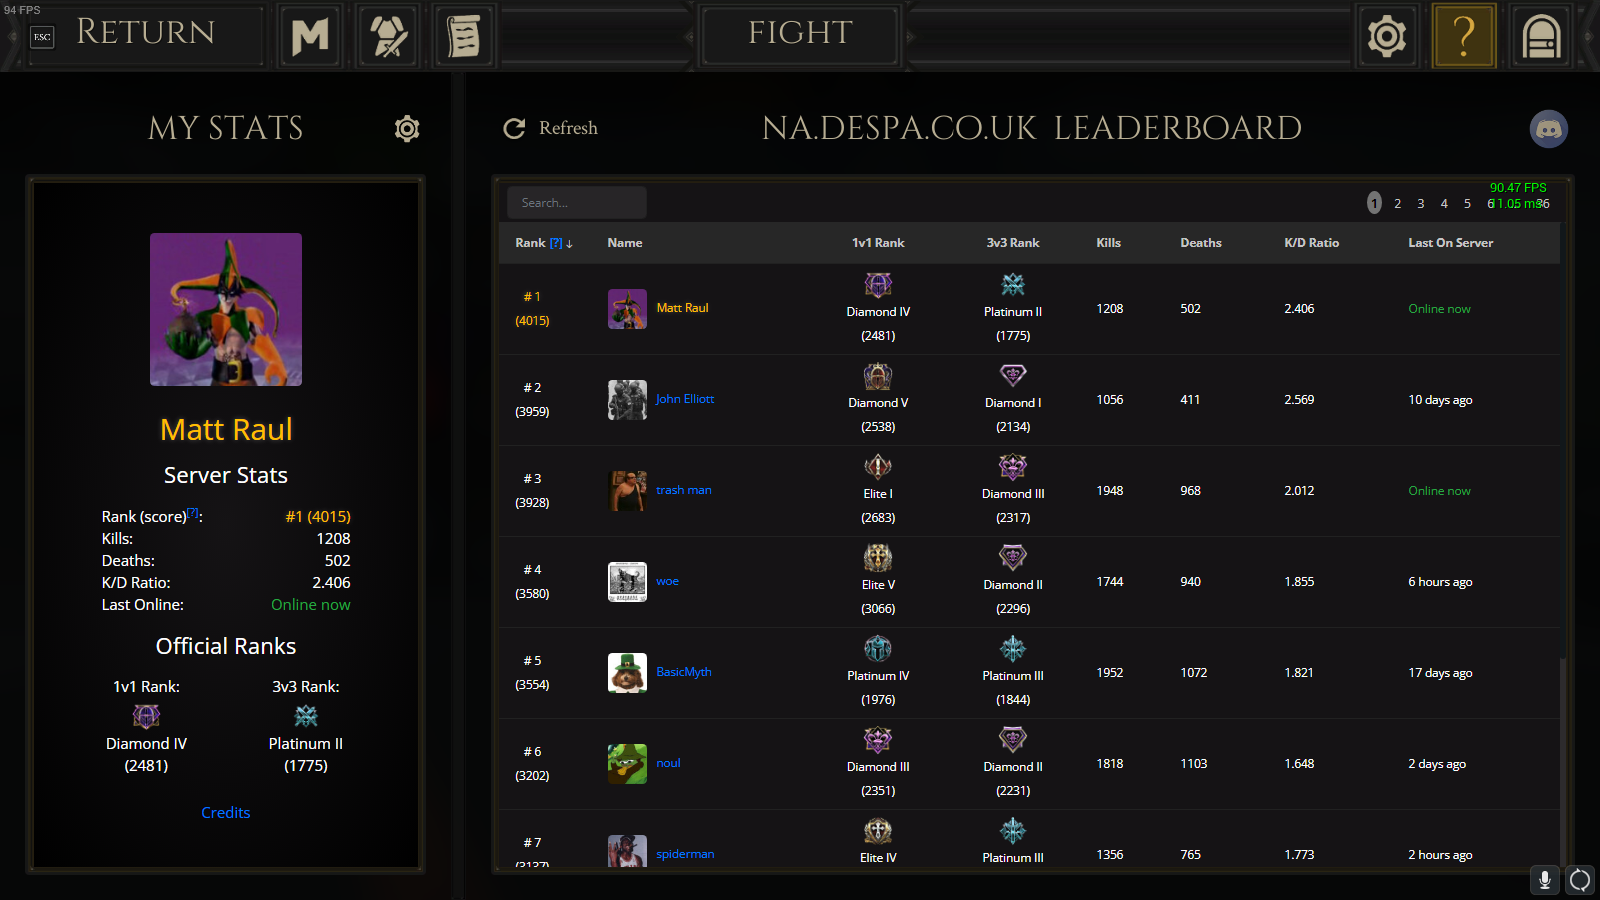 94 FPS
ESC RETURN
FIGHT
?
MY STATS
Refresh
NA.DESPA.CO.UK LEADERBOARD
Matt Raul
Server Stats
Rank (score)[?]: #1 (4015)
Kills: 1208
Deaths: 502
K/D Ratio: 2.406
Last Online: Online now
Official Ranks
1v1 Rank: 3v3 Rank:
Diamond IV Platinum II
(2481) (1775)
Credits
Search...
90.47 FPS
11.05 ms
1 2 3 4 5 6 36
Rank [?] ↓ Name 1v1 Rank 3v3 Rank Kills Deaths K/D Ratio Last On Server
# 1
(4015) Matt Raul Diamond IV (2481) Platinum II (1775) 1208 502 2.406 Online now
# 2
(3959) John Elliott Diamond V (2538) Diamond I (2134) 1056 411 2.569 10 days ago
# 3
(3928) trash man Elite I (2683) Diamond III (2317) 1948 968 2.012 Online now
# 4
(3580) woe Elite V (3066) Diamond II (2296) 1744 940 1.855 6 hours ago
# 5
(3554) BasicMyth Platinum IV (1976) Platinum III (1844) 1952 1072 1.821 17 days ago
# 6
(3202) noul Diamond III (2351) Diamond II (2231) 1818 1103 1.648 2 days ago
# 7
(3137) spiderman Elite IV Platinum III 1356 765 1.773 2 hours ago